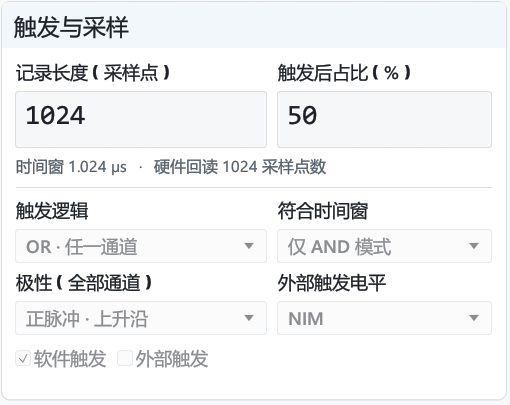 触发与采样
记录长度(采样点) 触发后占比(%)
1024 50
时间窗 1.024 µs · 硬件回读 1024 采样点数
触发逻辑 符合时间窗
OR · 任一通道 仅 AND 模式
极性(全部通道) 外部触发电平
正脉冲 · 上升沿 NIM
软件触发 外部触发